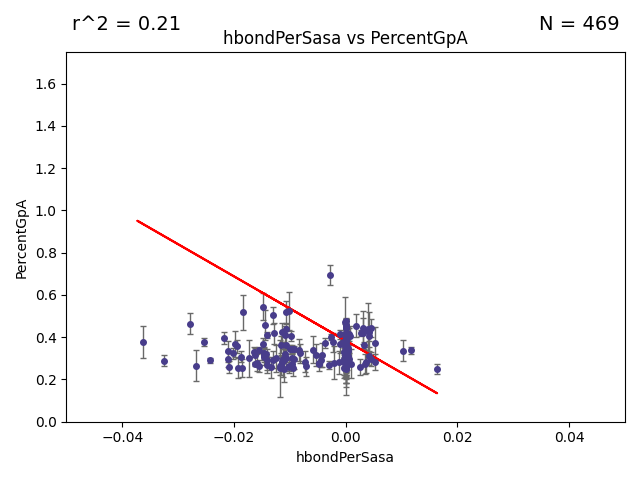 r^2 = 0.21
N = 469
hbondPerSasa vs PercentGpA
1.6
1.4
1.2
1.0
0.8
0.6
0.4
0.2
0.0
PercentGpA
−0.04
−0.02
0.00
0.02
0.04
hbondPerSasa